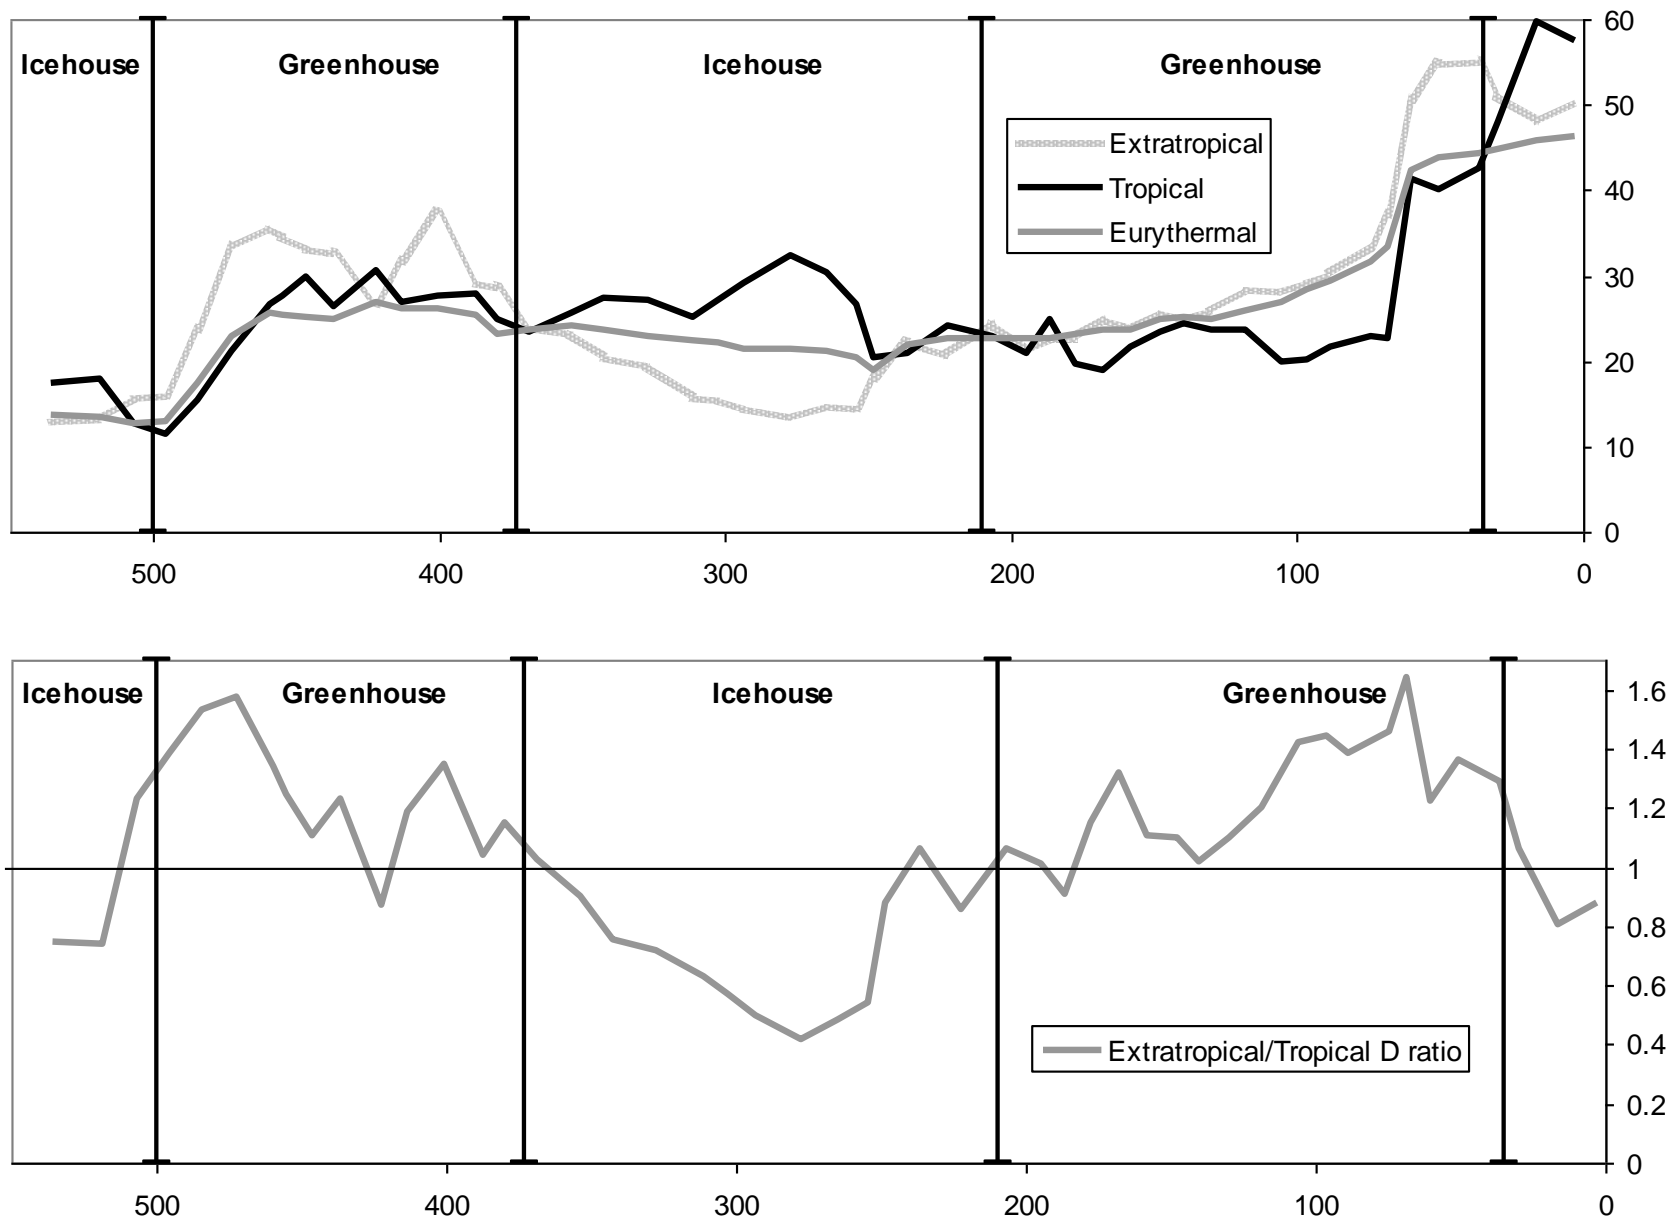 Icehouse Greenhouse Icehouse Greenhouse
60
50
40
30
20
10
0
Extratropical
Tropical
Eurythermal
500 400 300 200 100 0
Icehouse Greenhouse Icehouse Greenhouse
1.6
1.4
1.2
1
0.8
0.6
0.4
0.2
0
Extratropical/Tropical D ratio
500 400 300 200 100 0